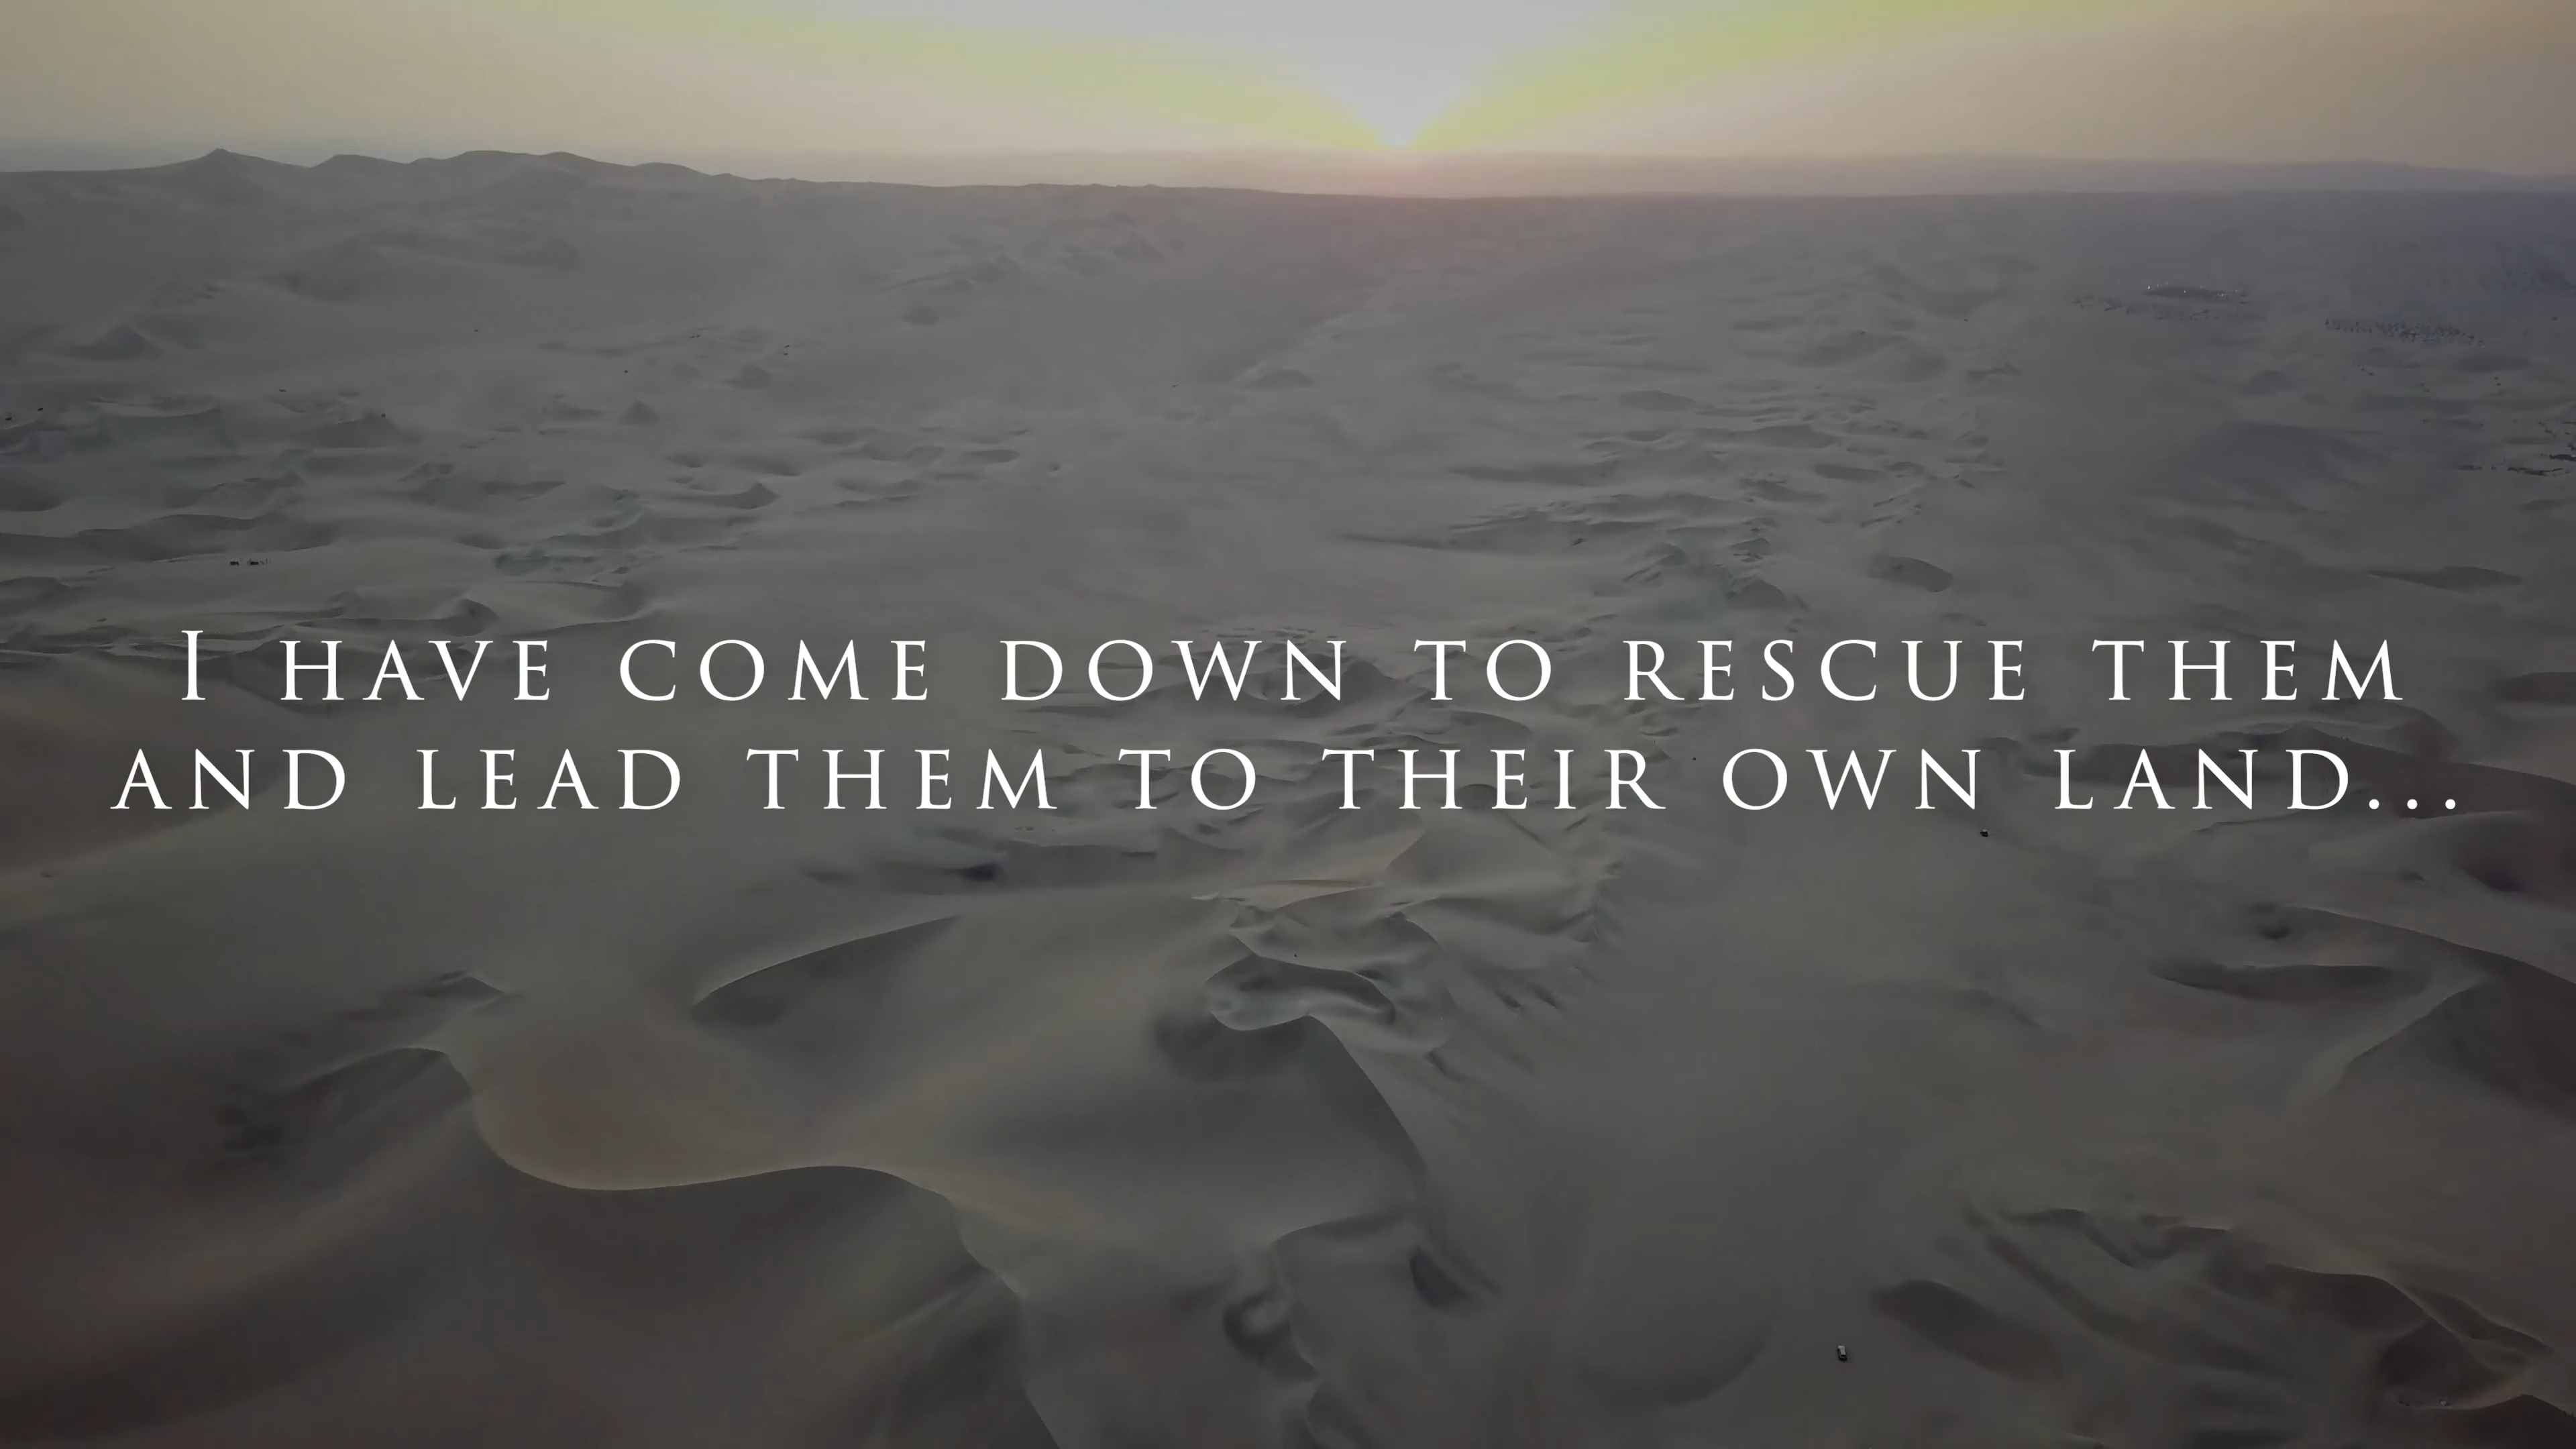 I HAVE COME DOWN TO RESCUE THEM
AND LEAD THEM TO THEIR OWN LAND...